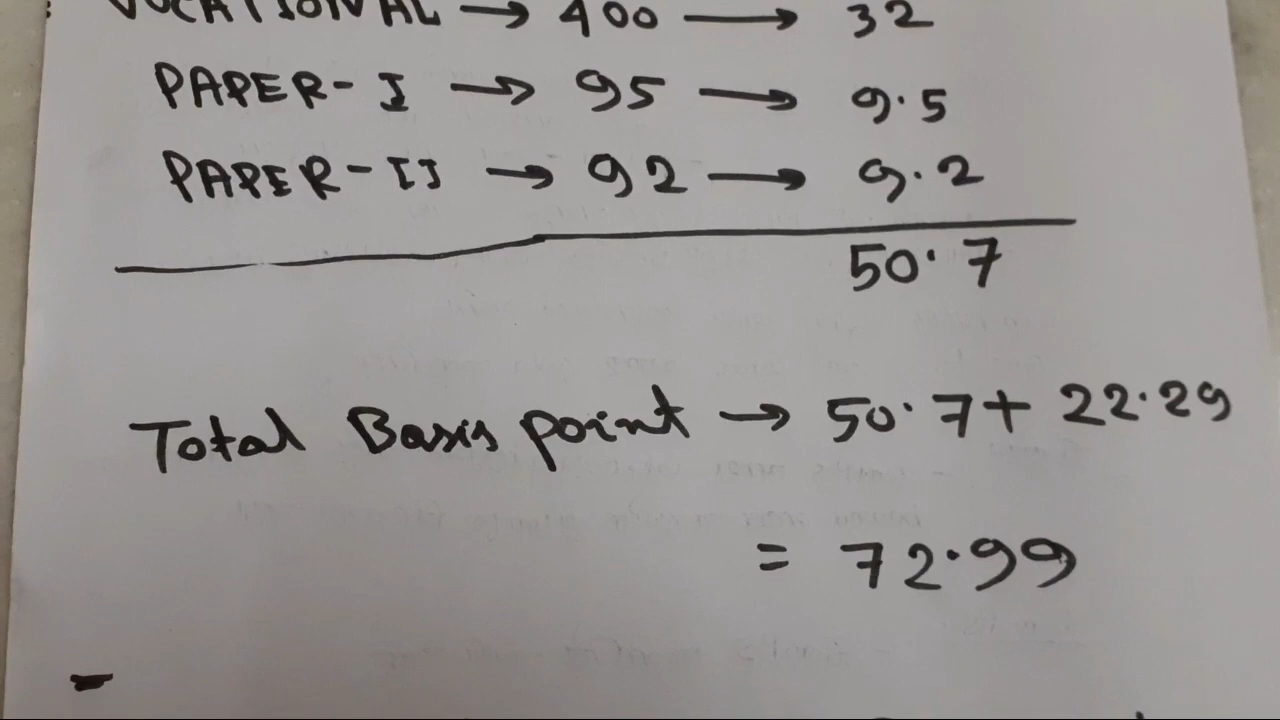 VOCATIONAL → 400 → 32
PAPER-I → 95 → 9.5
PAPER-II → 92 → 9.2
50.7
Total Basis point → 50.7+ 22.29
= 72.99